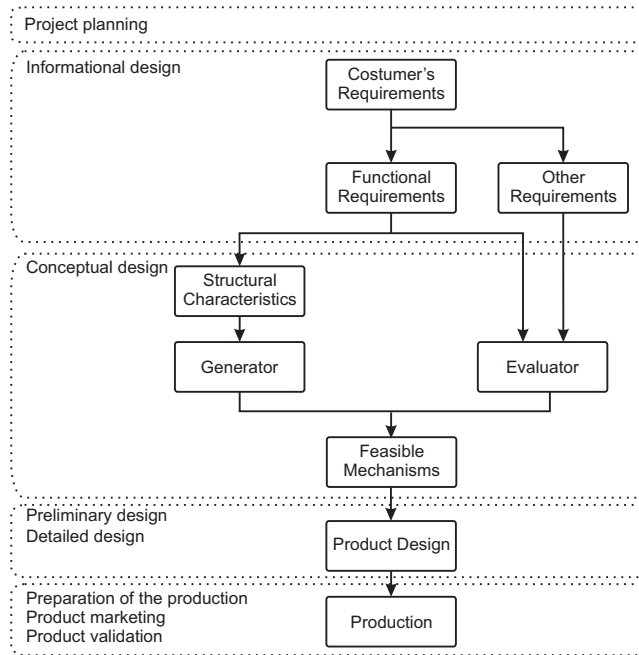 Project planning
Informational design
Costumer's
Requirements
Functional
Requirements
Other
Requirements
Conceptual design
Structural
Characteristics
Generator
Evaluator
Feasible
Mechanisms
Preliminary design
Detailed design
Product Design
Preparation of the production
Product marketing
Product validation
Production